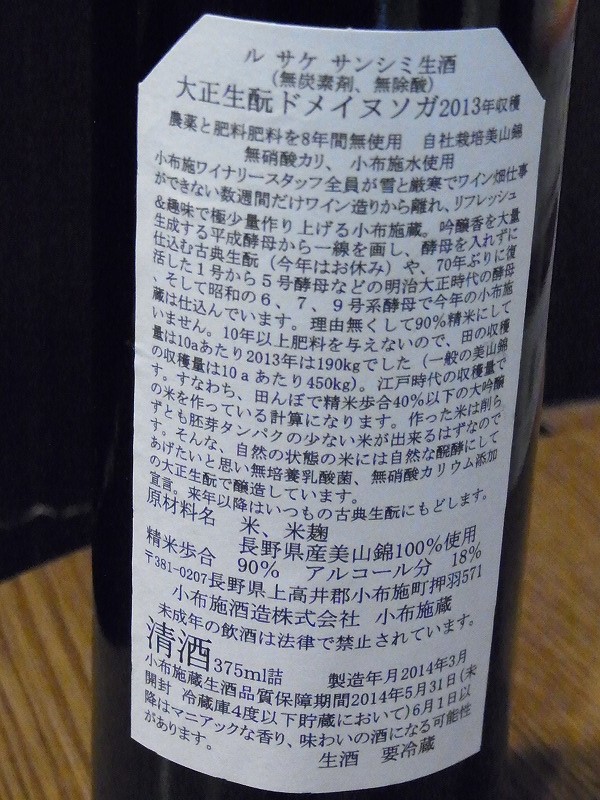 ル サケ サンシミ生酒
(無炭素剤、無除酸)
大正生酛ドメイヌソガ2013年収穫
農薬と肥料肥料を8年間無使用 自社栽培美山錦
無硝酸カリ、 小布施水使用
小布施ワイナリースタッフ全員が雪と厳寒でワイン畑仕事
ができない数週間だけワイン造りから離れ、リフレッシュ
&趣味で極少量作り上げる小布施蔵。吟醸香を大量
生成する平成酵母から一線を画し、酵母を入れずに
仕込む古典生酛（今年はお休み）や、70年ぶりに復
活した１号から５号酵母などの明治大正時代の酵母
、そして昭和の６、７、９号系酵母で今年の小布施
蔵は仕込んでいます。理由無くして90%精米にして
いません。10年以上肥料を与えないので、田の収穫
量は10aあたり2013年は190kgでした（一般の美山錦
の収穫量は10ａあたり450kg)。江戸時代の収穫量で
す。すなわち、田んぼで精米歩合40%以下の大吟醸
の米を作っている計算になります。作った米は削ら
ずとも胚芽タンパクの少ない米が出来るはずなので
す。そんな、自然の状態の米には自然な醗酵にして
あげたいと思い無培養乳酸菌、無硝酸カリウム添加
の大正生酛で醸造しています。
宣言。来年以降はいつもの古典生酛にもどします。
原材料名 米、米麹
長野県産美山錦100%使用
精米歩合 90% アルコール分 18%
〒381-0207長野県上高井郡小布施町押羽571
小布施酒造株式会社 小布施蔵
未成年の飲酒は法律で禁止されています。
清酒375ml詰 製造年月2014年3月
小布施蔵生酒品質保障期間2014年5月31日(未
開封 冷蔵庫4度以下貯蔵において)6月1日以
降はマニアックな香り、味わいの酒になる可能性
があります。
生酒 要冷蔵